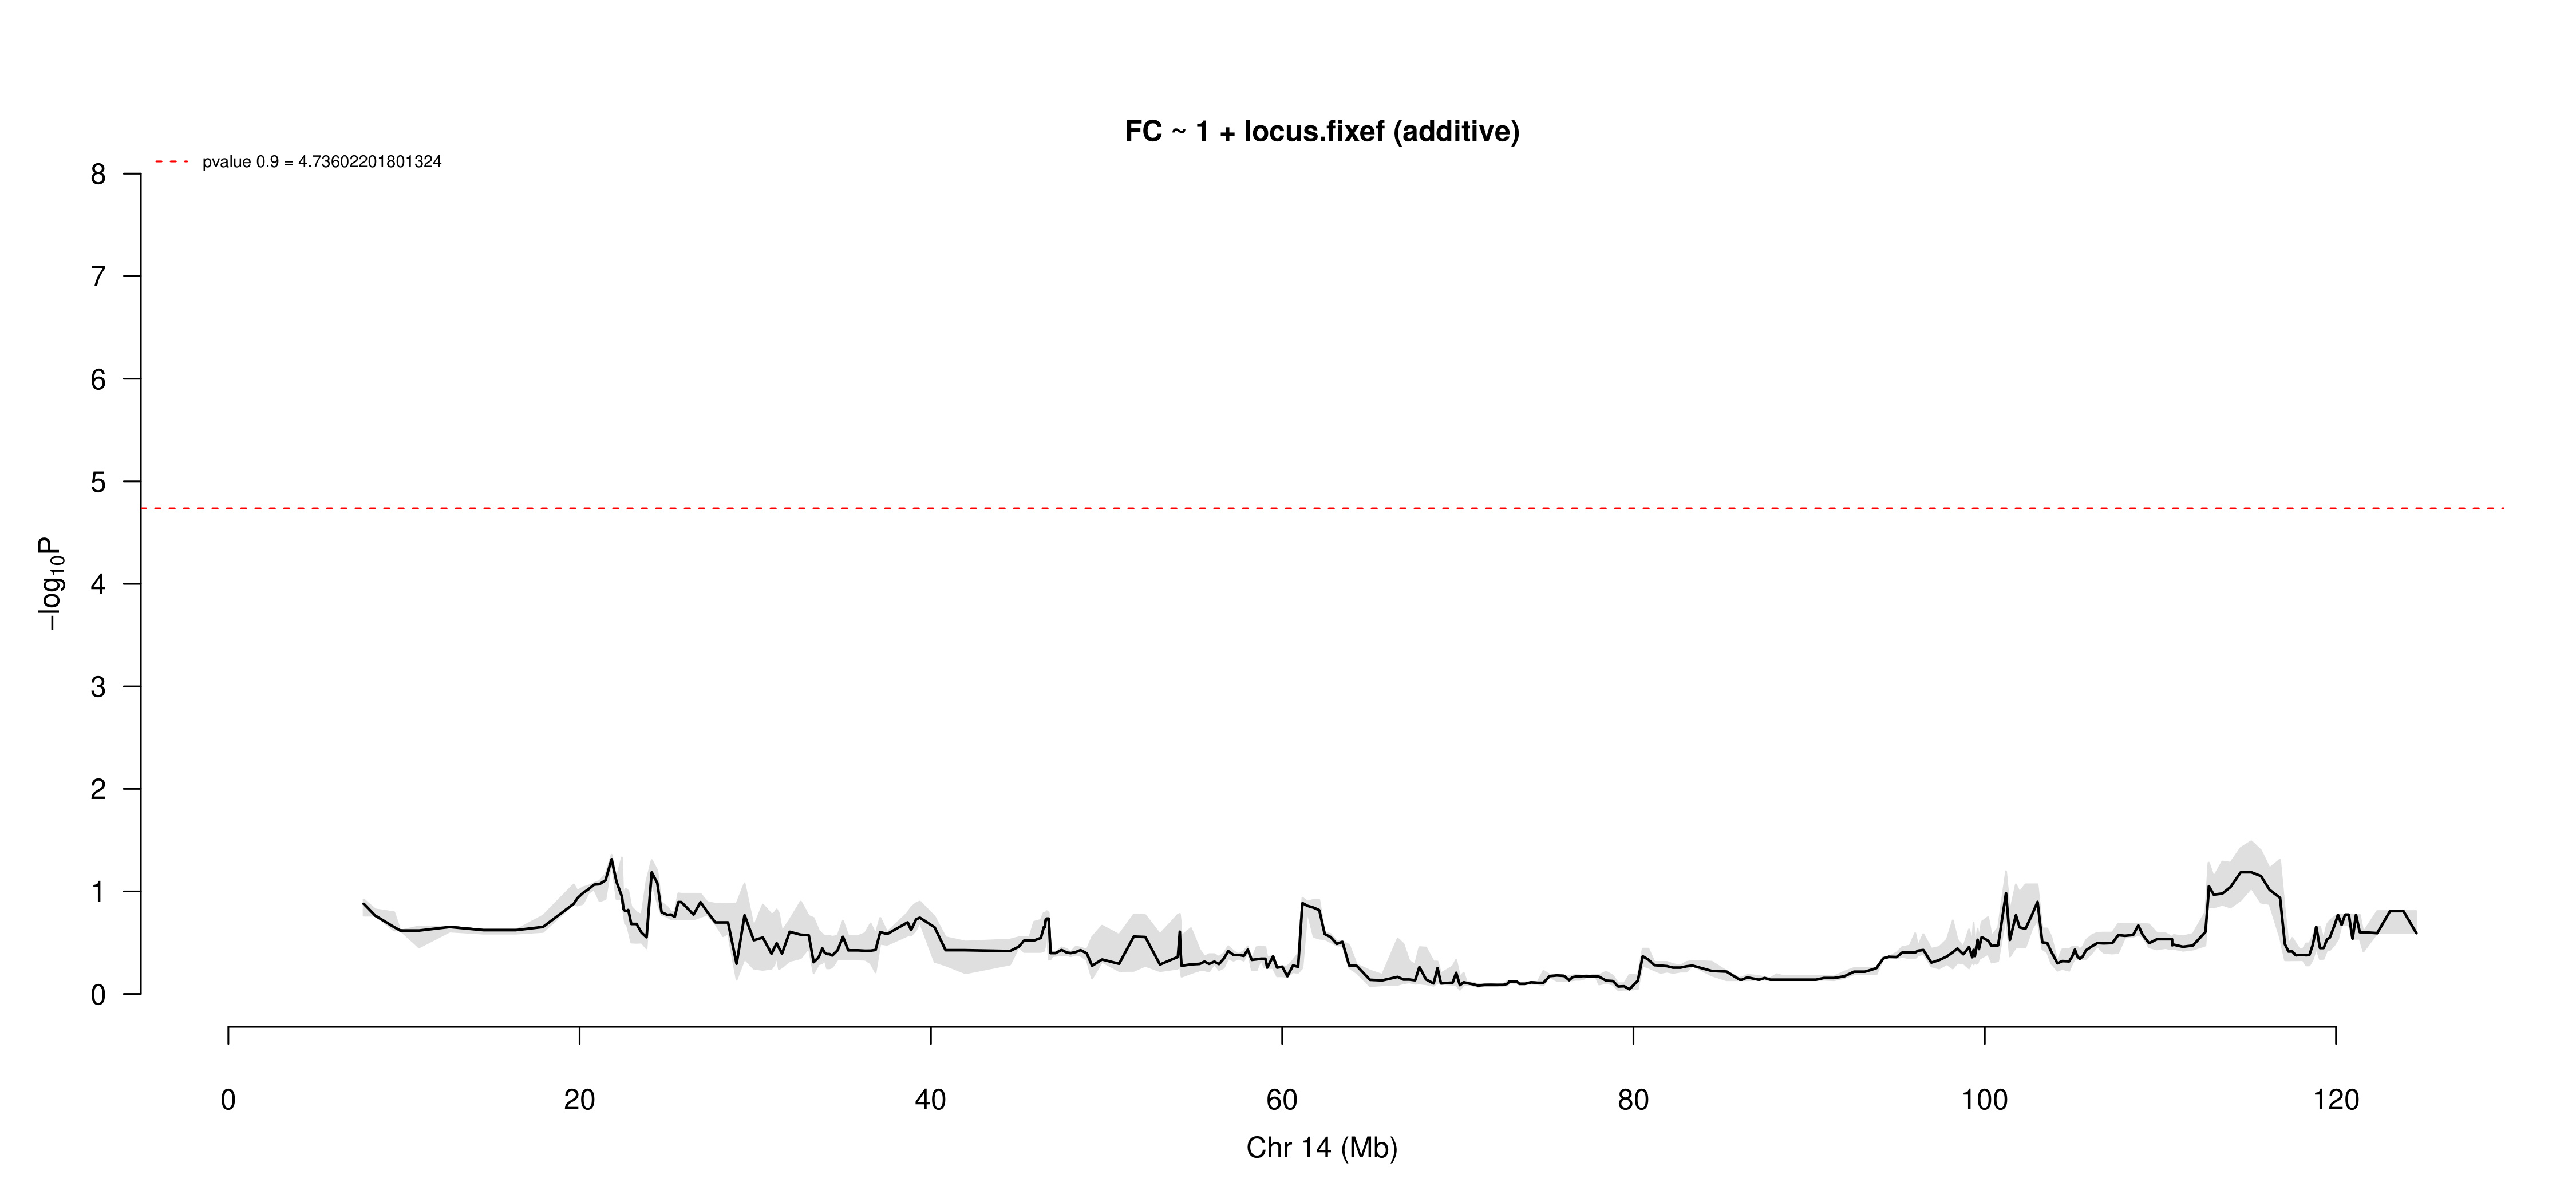 FC ~ 1 + locus.fixef (additive)
pvalue 0.9 = 4.73602201801324
8
7
6
5
4
3
2
1
0
−log10P
0 20 40 60 80 100 120
Chr 14 (Mb)